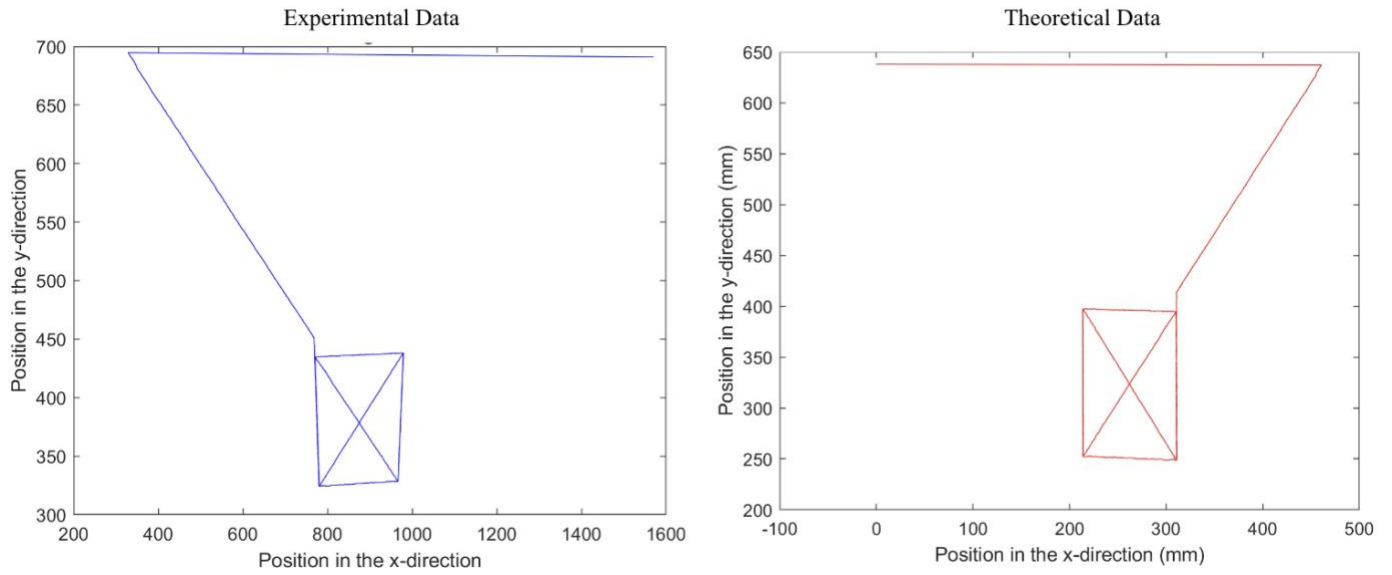 Experimental Data
700
650
600
550
500
450
400
350
300
200 400 600 800 1000 1200 1400 1600
Position in the x-direction
Position in the y-direction
Theoretical Data
650
600
550
500
450
400
350
300
250
200
-100 0 100 200 300 400 500
Position in the x-direction (mm)
Position in the y-direction (mm)